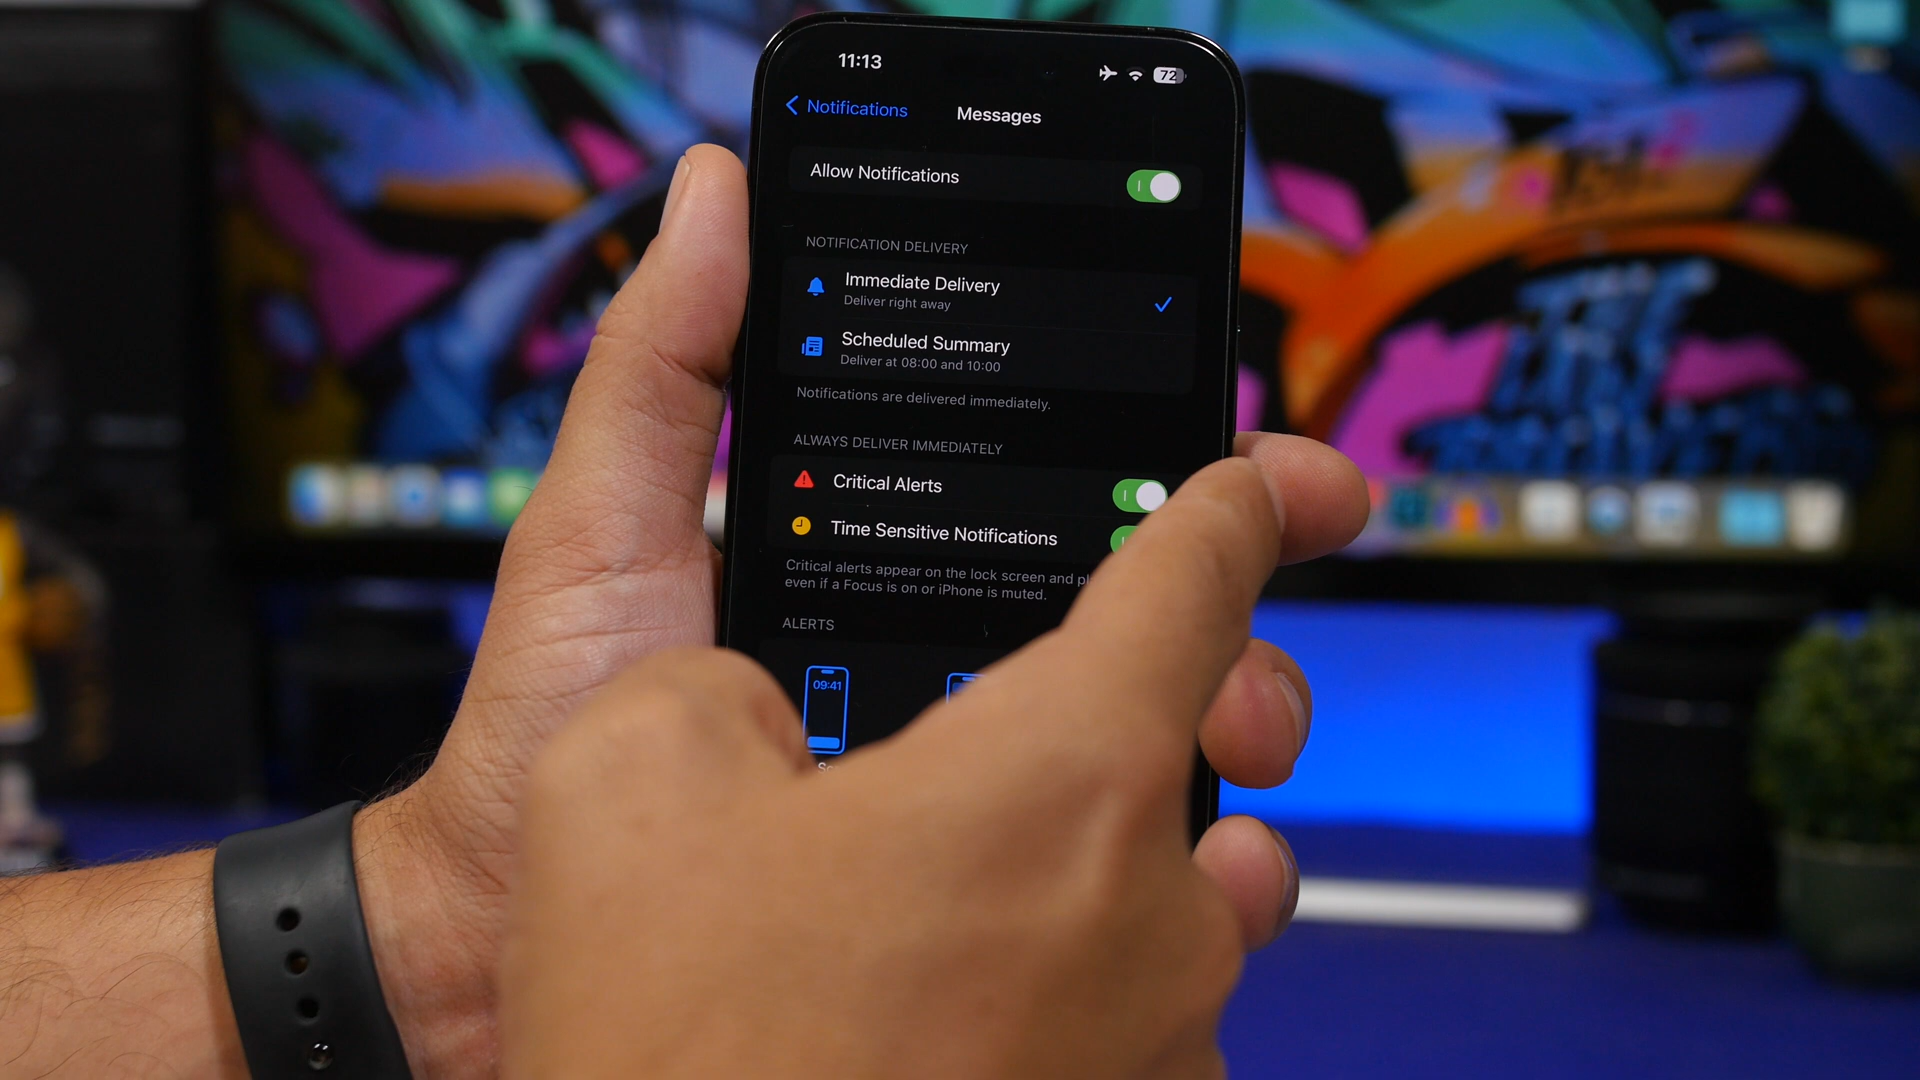 11:13
72
Notifications
Messages
Allow Notifications
NOTIFICATION DELIVERY
Immediate Delivery
Deliver right away
Scheduled Summary
Deliver at 08:00 and 10:00
Notifications are delivered immediately.
ALWAYS DELIVER IMMEDIATELY
Critical Alerts
Time Sensitive Notifications
Critical alerts appear on the lock screen and
even if a Focus is on or iPhone is muted.
ALERTS
09:41